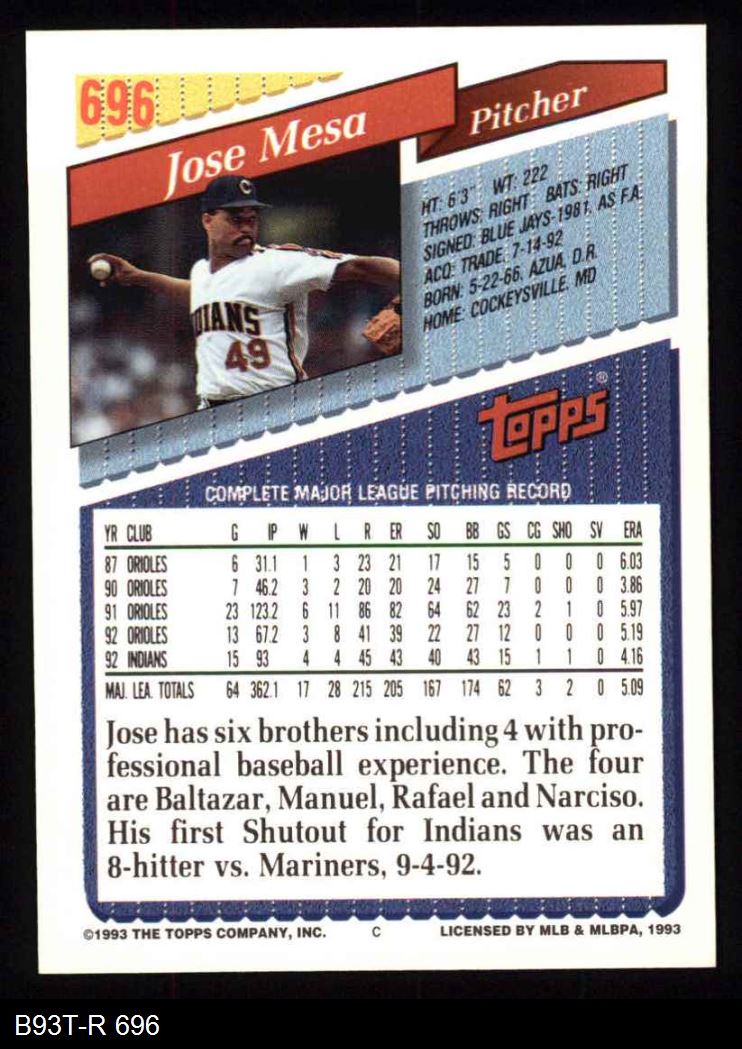 696
Jose Mesa
Pitcher
HT: 6'3" WT: 222
THROWS: RIGHT BATS: RIGHT
SIGNED: BLUE JAYS-1981, AS F.A.
ACQ: TRADE, 7-14-92
BORN: 5-22-66, AZUA, D.R.
HOME: COCKEYSVILLE, MD
C
DIANS
49
Topps®
COMPLETE MAJOR LEAGUE PITCHING RECORD
YR CLUB G IP W L R ER SO BB GS CG SHO SV ERA
87 ORIOLES 6 31.1 1 3 23 21 17 15 5 0 0 0 6.03
90 ORIOLES 7 46.2 3 2 20 20 24 27 7 0 0 0 3.86
91 ORIOLES 23 123.2 6 11 86 82 64 62 23 2 1 0 5.97
92 ORIOLES 13 67.2 3 8 41 39 22 27 12 0 0 0 5.19
92 INDIANS 15 93 4 4 45 43 40 43 15 1 1 0 4.16
MAJ. LEA. TOTALS 64 362.1 17 28 215 205 167 174 62 3 2 0 5.09
Jose has six brothers including 4 with pro-
fessional baseball experience. The four
are Baltazar, Manuel, Rafael and Narciso.
His first Shutout for Indians was an
8-hitter vs. Mariners, 9-4-92.
©1993 THE TOPPS COMPANY, INC. C LICENSED BY MLB & MLBPA, 1993
B93T-R 696